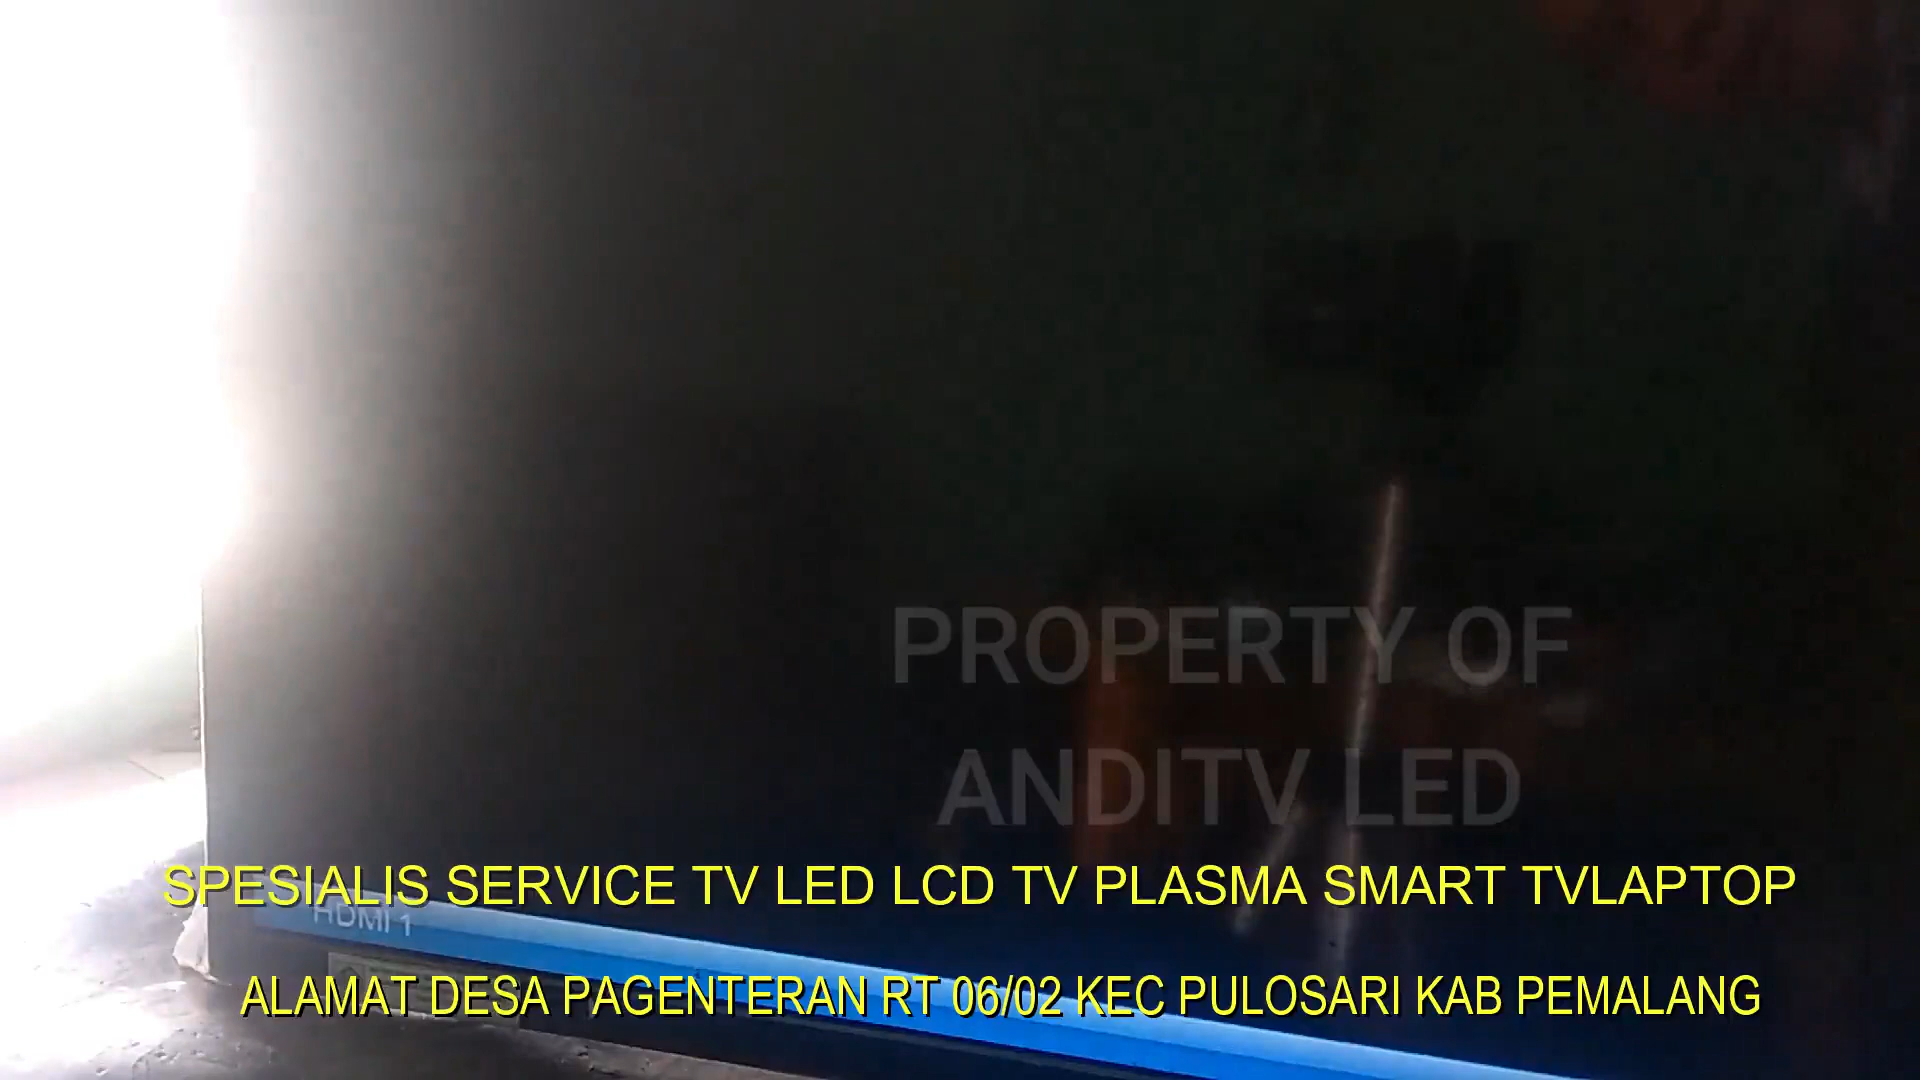 PROPERTY OF
ANDITV LED
SPESIALIS SERVICE TV LED LCD TV PLASMA SMART TVLAPTOP
HDMI 1
ALAMAT DESA PAGENTERAN RT 06/02 KEC PULOSARI KAB PEMALANG